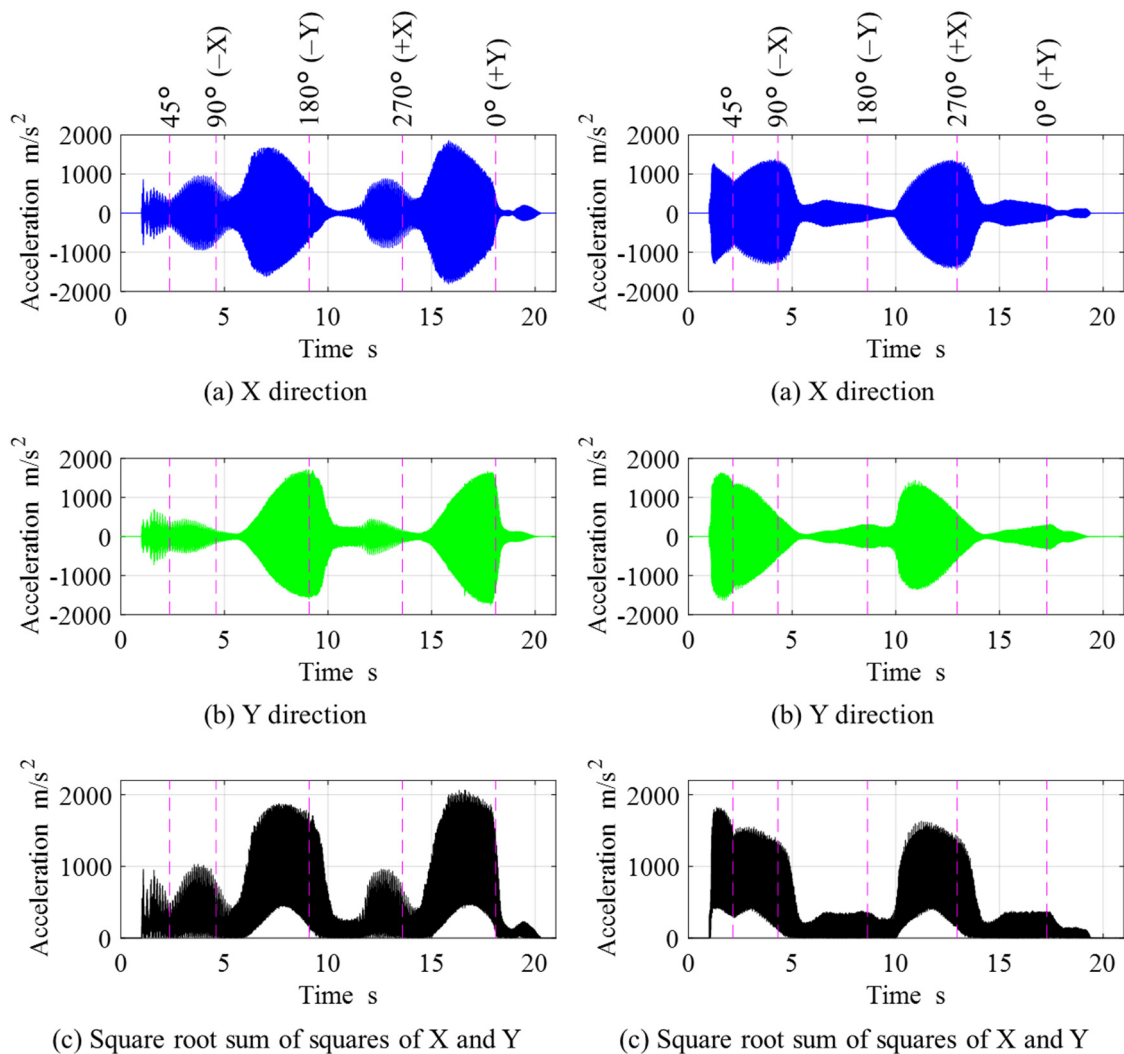 45° 90° (–X) 180° (–Y) 270° (+X) 0° (+Y)
Acceleration m/s²
2000
1000
0
-1000
-2000
0 5 10 15 20
Time s
(a) X direction
45° 90° (–X) 180° (–Y) 270° (+X) 0° (+Y)
Acceleration m/s²
2000
1000
0
-1000
-2000
0 5 10 15 20
Time s
(a) X direction
Acceleration m/s²
2000
1000
0
-1000
-2000
0 5 10 15 20
Time s
(b) Y direction
Acceleration m/s²
2000
1000
0
-1000
-2000
0 5 10 15 20
Time s
(b) Y direction
Acceleration m/s²
2000
1000
0
0 5 10 15 20
Time s
(c) Square root sum of squares of X and Y
Acceleration m/s²
2000
1000
0
0 5 10 15 20
Time s
(c) Square root sum of squares of X and Y